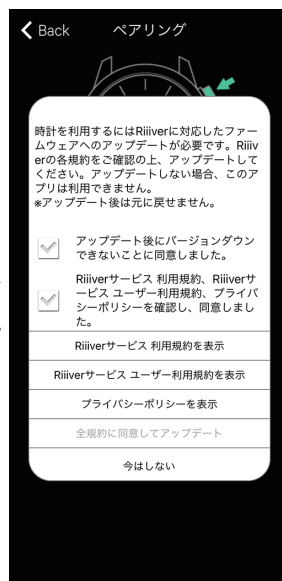 Back
ペアリング
時計を利用するにはRiiiverに対応したファー
ムウェアへのアップデートが必要です。Riiiv
erの各規約をご確認の上、アップデートして
ください。アップデートしない場合、このア
プリは利用できません。
※アップデート後は元に戻せません。
アップデート後にバージョンダウン
できないことに同意しました。
Riiiverサービス 利用規約、Riiiverサ
ービス ユーザー利用規約、プライバ
シーポリシーを確認し、同意しまし
た。
Riiiverサービス 利用規約を表示
Riiiverサービス ユーザー利用規約を表示
プライバシーポリシーを表示
全規約に同意してアップデート
今はしない